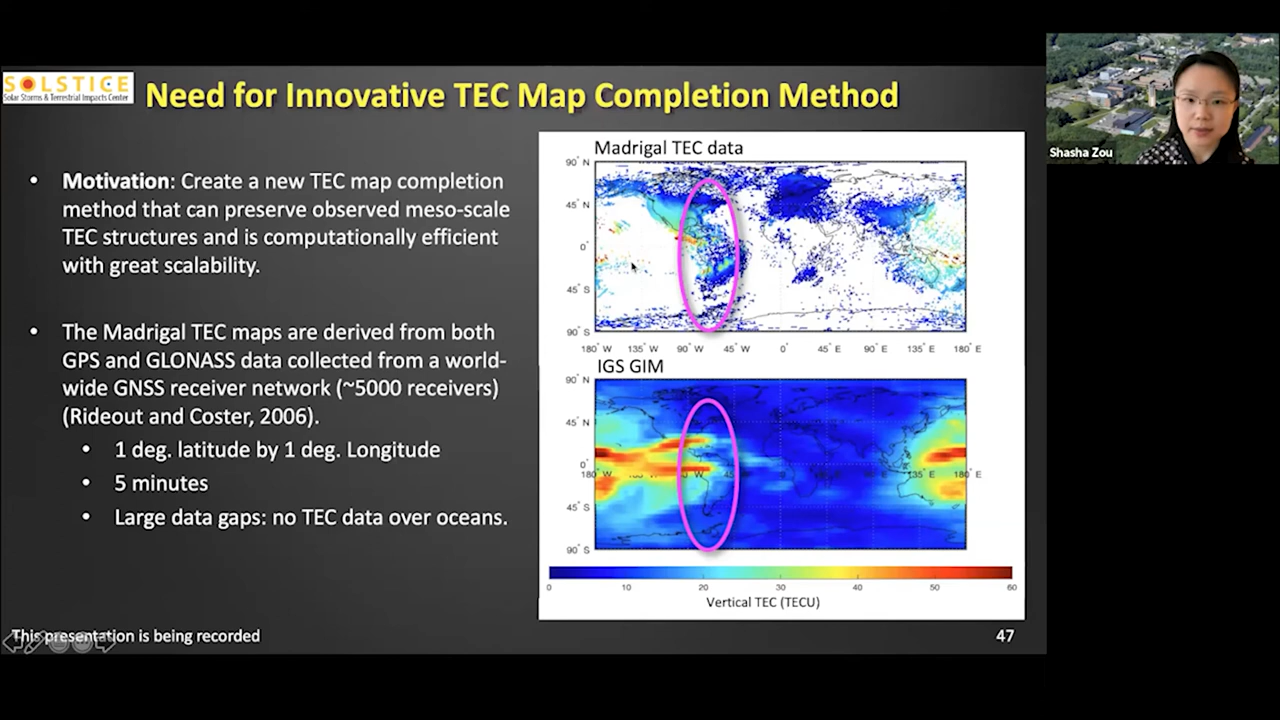 SOLSTICE
Solar Storms & Terrestrial Impacts Center
Need for Innovative TEC Map Completion Method
• Motivation: Create a new TEC map completion
method that can preserve observed meso-scale
TEC structures and is computationally efficient
with great scalability.
• The Madrigal TEC maps are derived from both
GPS and GLONASS data collected from a world-
wide GNSS receiver network (~5000 receivers)
(Rideout and Coster, 2006).
• 1 deg. latitude by 1 deg. Longitude
• 5 minutes
• Large data gaps: no TEC data over oceans.
Madrigal TEC data
90° N
45° N
0°
45° S
90° S
180° W 135° W 90° W 45° W 0° 45° E 90° E 135° E 180° E
IGS GIM
90° N
45° N
0°
180° W 135° W 135° E 180° E
45° S
90° S
0 10 20 30 40 50 60
Vertical TEC (TECU)
This presentation is being recorded
47
Shasha Zou